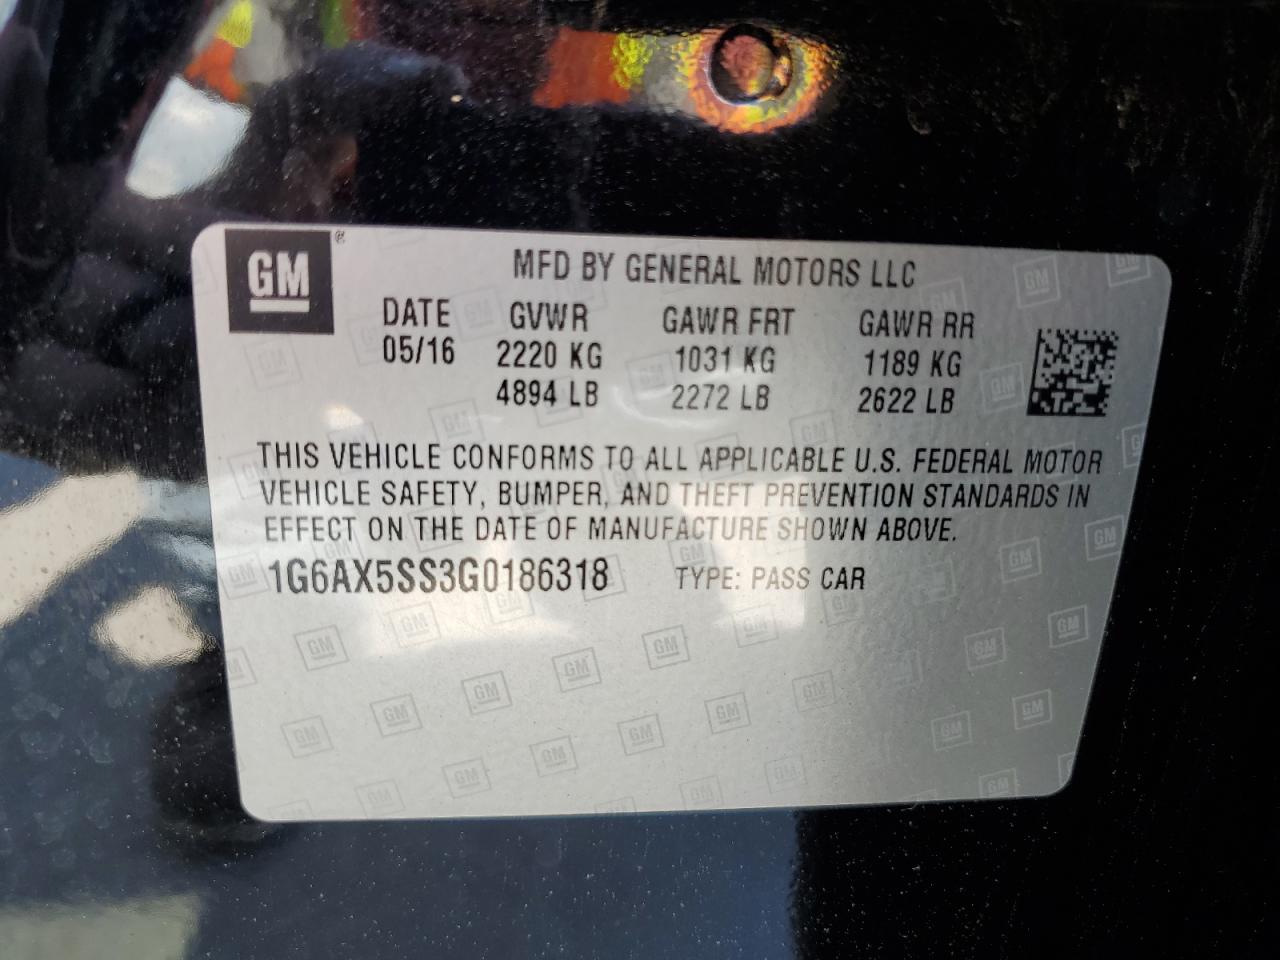 GM ®
MFD BY GENERAL MOTORS LLC
DATE GVWR GAWR FRT GAWR RR
05/16 2220 KG 1031 KG 1189 KG
4894 LB 2272 LB 2622 LB
THIS VEHICLE CONFORMS TO ALL APPLICABLE U.S. FEDERAL MOTOR
VEHICLE SAFETY, BUMPER, AND THEFT PREVENTION STANDARDS IN
EFFECT ON THE DATE OF MANUFACTURE SHOWN ABOVE.
1G6AX5SS3G0186318 TYPE: PASS CAR